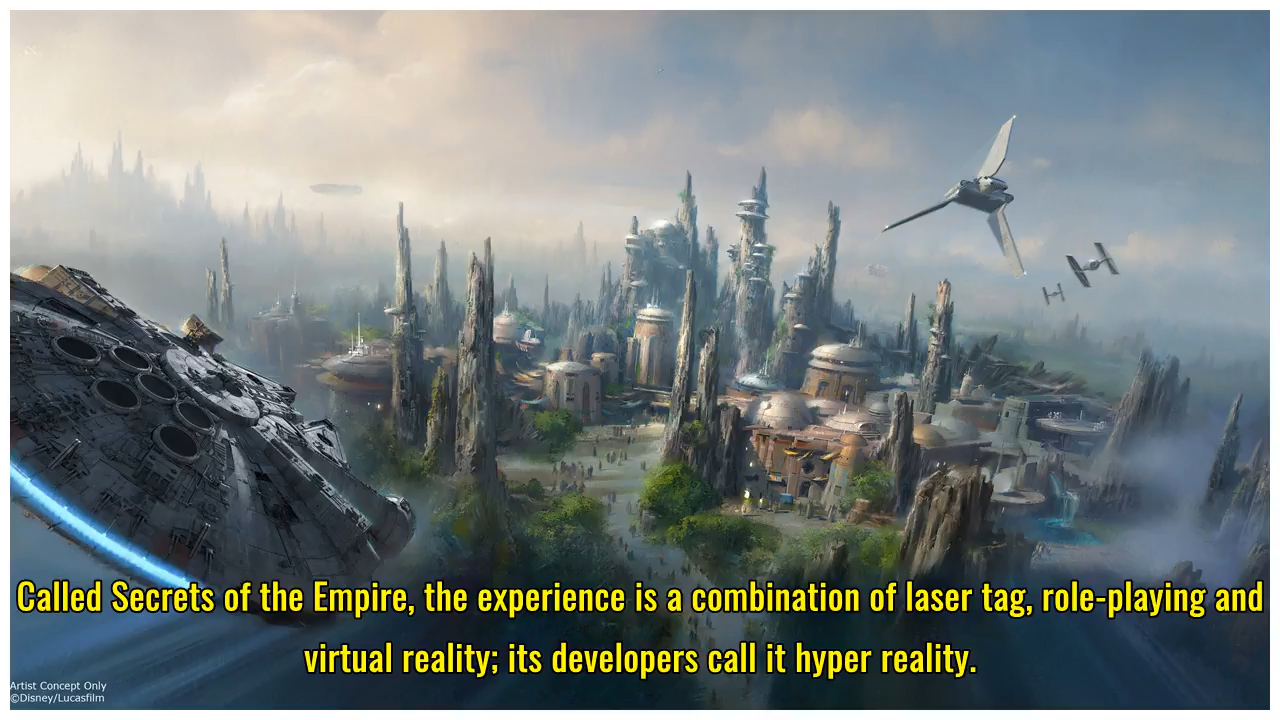 Called Secrets of the Empire, the experience is a combination of laser tag, role-playing and
virtual reality; its developers call it hyper reality.
Artist Concept Only
©Disney/Lucasfilm